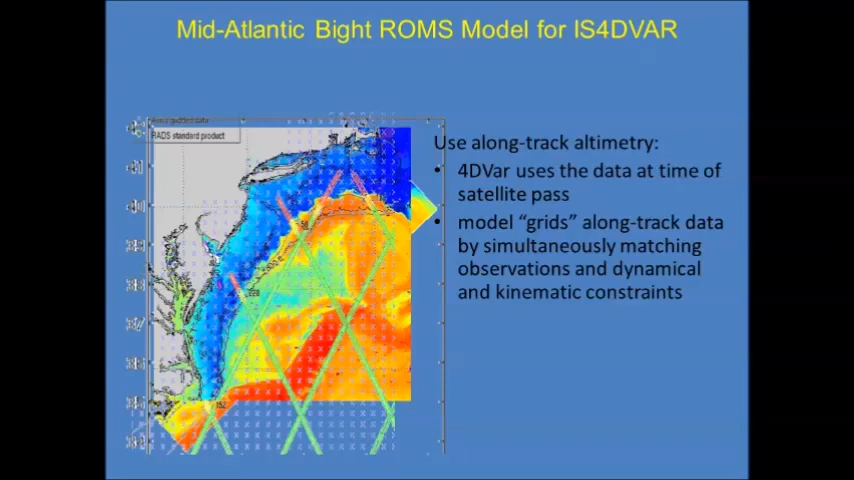 Mid-Atlantic Bight ROMS Model for IS4DVAR
RADS standard product
Use along-track altimetry:
• 4DVar uses the data at time of
satellite pass
• model “grids” along-track data
by simultaneously matching
observations and dynamical
and kinematic constraints